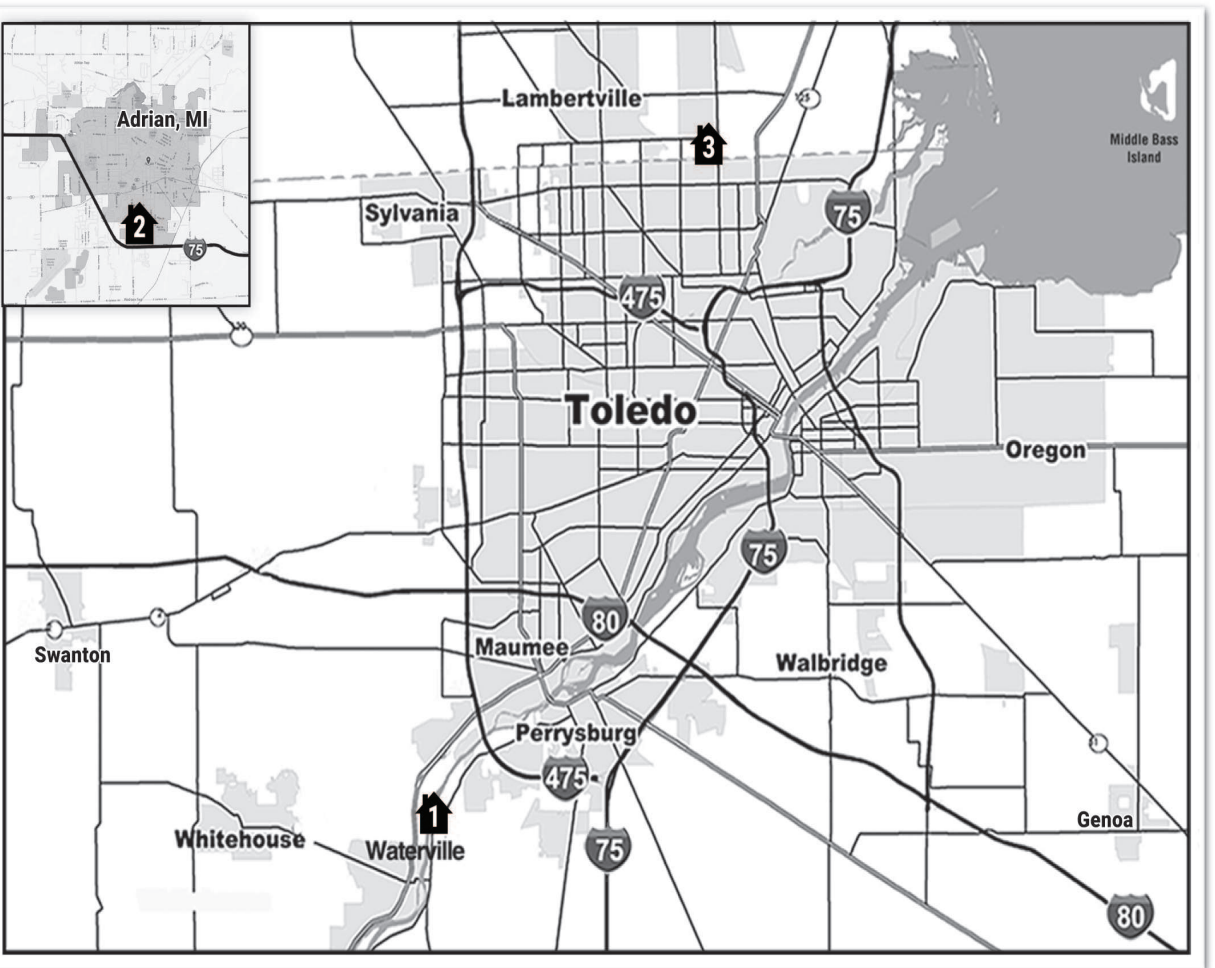 Adrian, MI
2
75
Lambertville
3
Middle Bass
Island
Sylvania
75
475
Toledo
Oregon
75
80
Maumee
Swanton
Walbridge
Perrysburg
475
1
Whitehouse
Waterville
75
Genoa
80